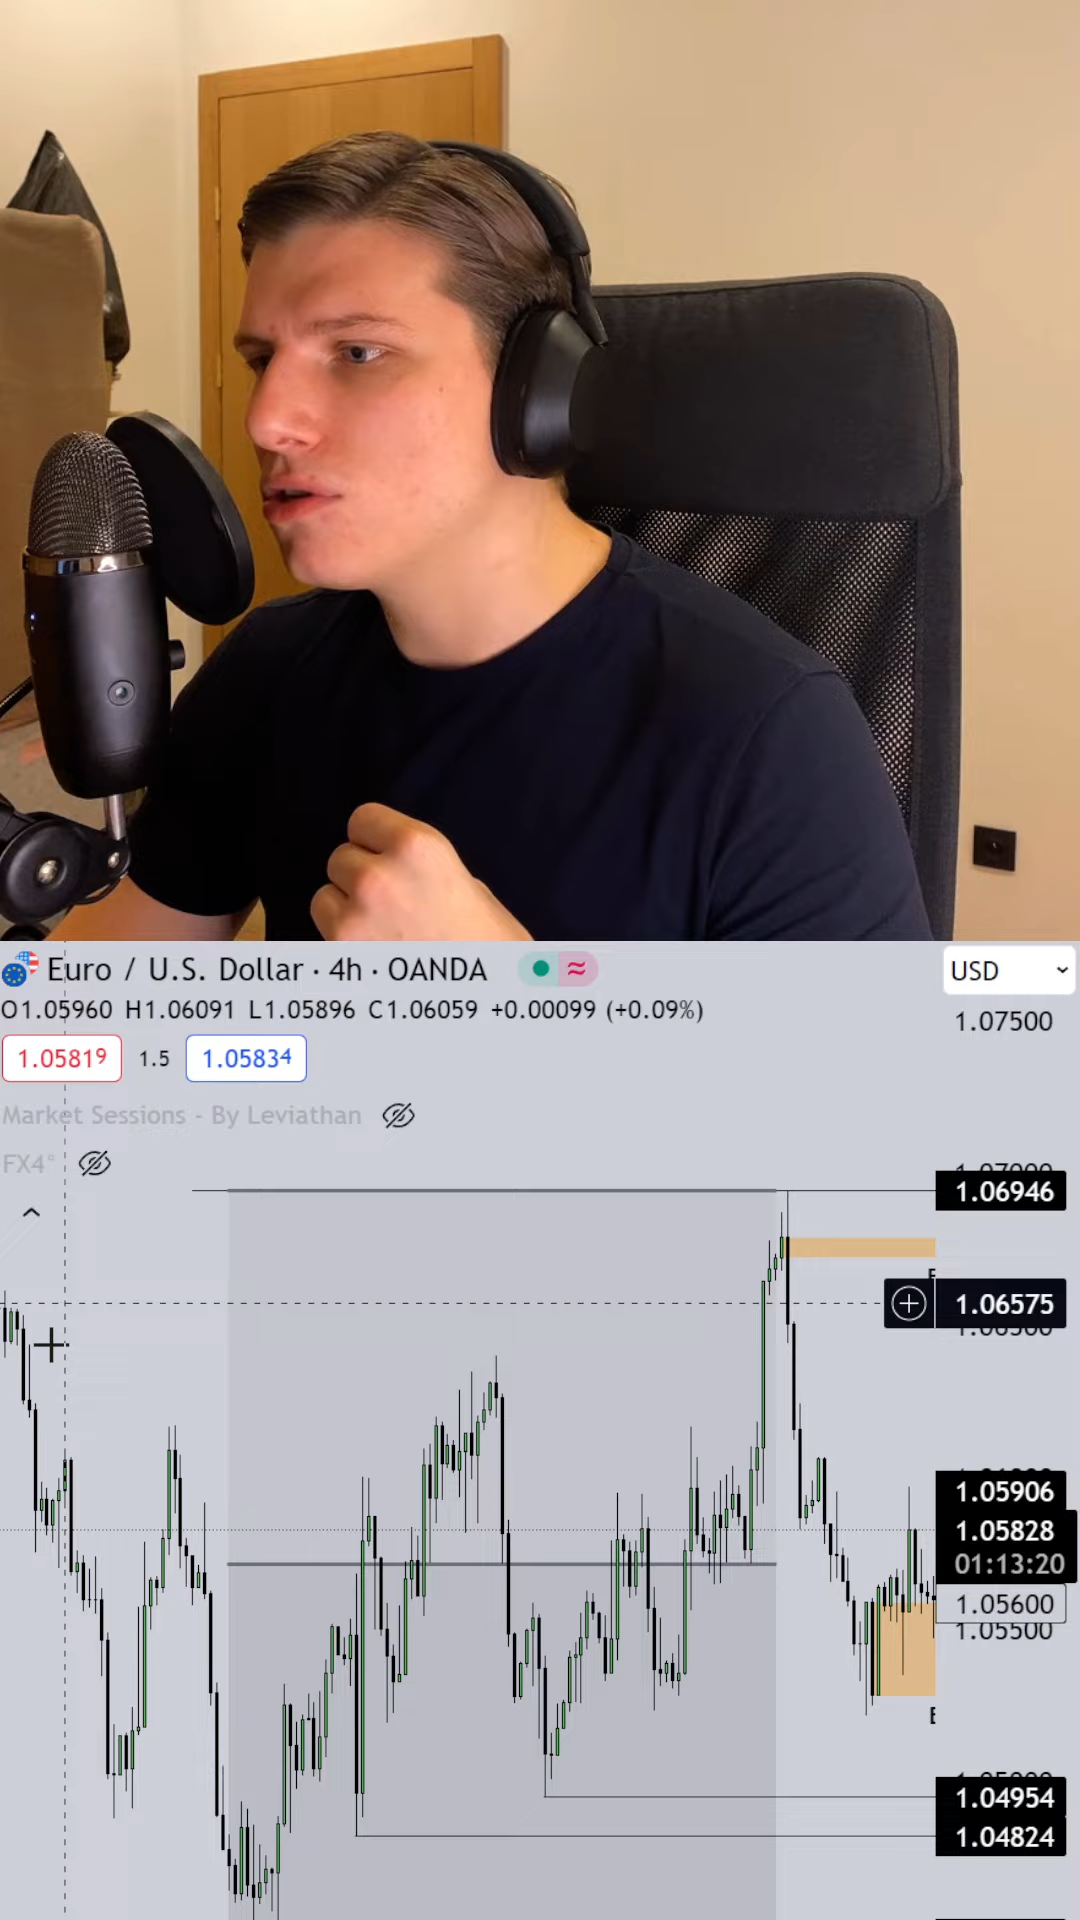 Euro / U.S. Dollar · 4h · OANDA
USD
O1.05960 H1.06091 L1.05896 C1.06059 +0.00099 (+0.09%)
1.07500
1.05819 1.5 1.05834
Market Sessions - By Leviathan
FX4°
1.06946
1.06575
1.05906
1.05828
01:13:20
1.05600
1.05500
1.04954
1.04824